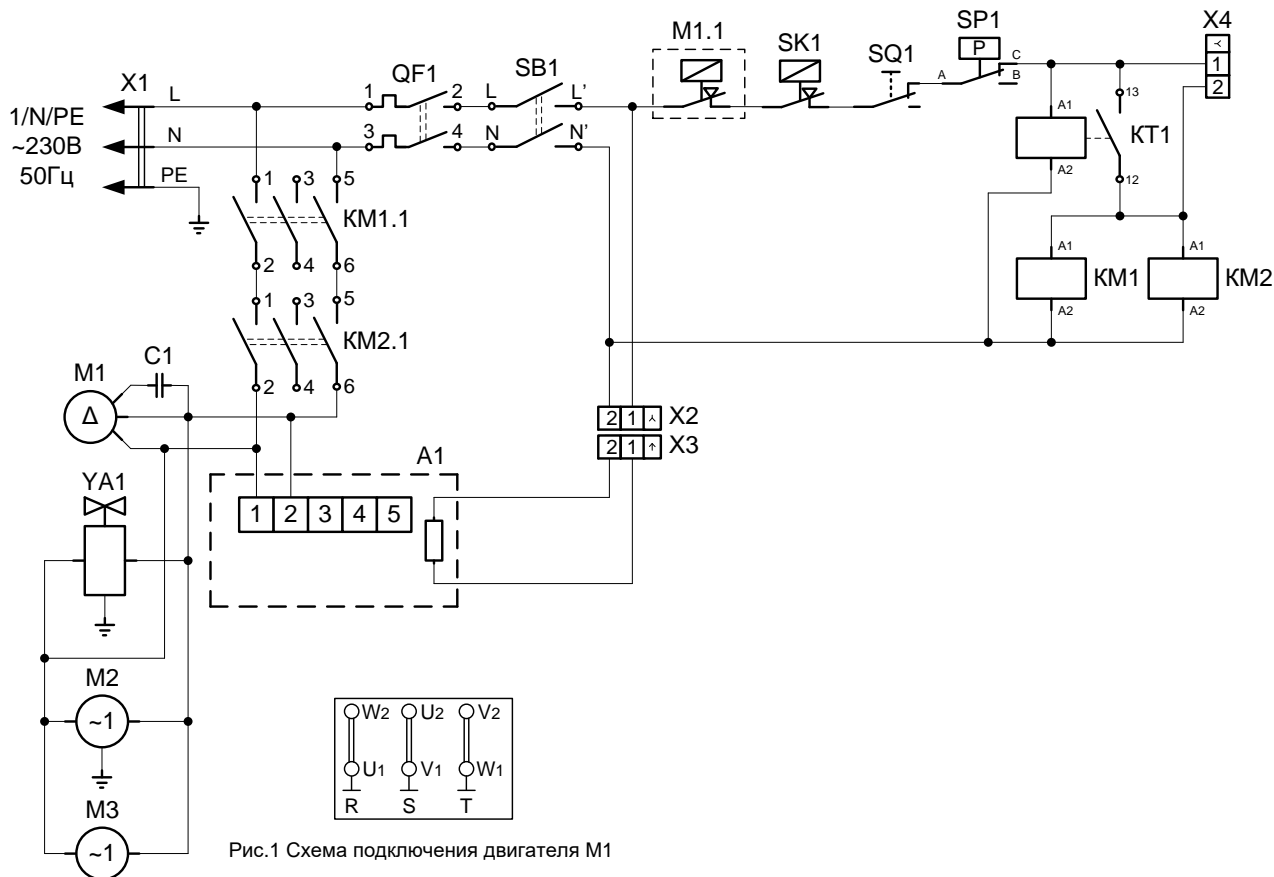 X1
L
1/N/PE
~230В
50Гц
N
PE
QF1
1
2
3
4
SB1
L
L'
N
N'
M1.1
SK1
SQ1
SP1
P
A
C
B
X4
1
2
A1
A2
13
12
KT1
1
3
5
KM1.1
2
4
6
1
3
5
KM2.1
2
4
6
A1
KM1
A2
A1
KM2
A2
C1
M1
Δ
2 1
X2
2 1
X3
A1
1 2 3 4 5
YA1
M2
~1
M3
~1
W2 U2 V2
U1 V1 W1
R S T
Рис.1 Схема подключения двигателя М1